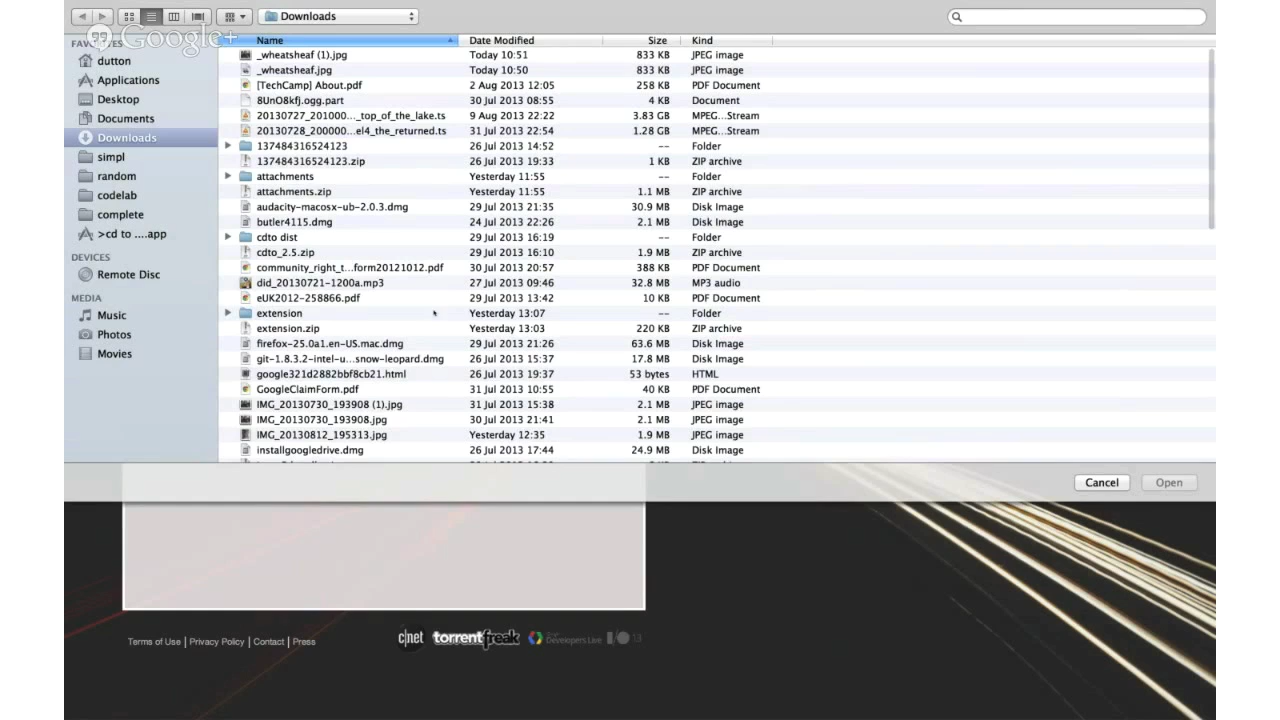 Downloads
Google+
FAVORITES
dutton
Applications
Desktop
Documents
Downloads
simpl
random
codelab
complete
>cd to ....app
DEVICES
Remote Disc
MEDIA
Music
Photos
Movies
Name Date Modified Size Kind
_wheatsheaf (1).jpg Today 10:51 833 KB JPEG image
_wheatsheaf.jpg Today 10:50 833 KB JPEG image
[TechCamp] About.pdf 2 Aug 2013 12:05 258 KB PDF Document
8UnO8kfj.ogg.part 30 Jul 2013 08:55 4 KB Document
20130727_201000..._top_of_the_lake.ts 9 Aug 2013 22:22 3.83 GB MPEG...Stream
20130728_200000...el4_the_returned.ts 31 Jul 2013 22:54 1.28 GB MPEG...Stream
137484316524123 26 Jul 2013 14:52 -- Folder
137484316524123.zip 26 Jul 2013 19:33 1 KB ZIP archive
attachments Yesterday 11:55 -- Folder
attachments.zip Yesterday 11:55 1.1 MB ZIP archive
audacity-macosx-ub-2.0.3.dmg 29 Jul 2013 21:35 30.9 MB Disk Image
butler4115.dmg 24 Jul 2013 22:26 2.1 MB Disk Image
cdto dist 29 Jul 2013 16:19 -- Folder
cdto_2.5.zip 29 Jul 2013 16:10 1.9 MB ZIP archive
community_right_t...form20121012.pdf 30 Jul 2013 20:57 388 KB PDF Document
did_20130721-1200a.mp3 27 Jul 2013 09:46 32.8 MB MP3 audio
eUK2012-258866.pdf 29 Jul 2013 13:42 10 KB PDF Document
extension Yesterday 13:07 -- Folder
extension.zip Yesterday 13:03 220 KB ZIP archive
firefox-25.0a1.en-US.mac.dmg 29 Jul 2013 21:26 63.6 MB Disk Image
git-1.8.3.2-intel-u...snow-leopard.dmg 26 Jul 2013 15:37 17.8 MB Disk Image
google321d2882bbf8cb21.html 26 Jul 2013 19:37 53 bytes HTML
GoogleClaimForm.pdf 31 Jul 2013 10:55 40 KB PDF Document
IMG_20130730_193908 (1).jpg 31 Jul 2013 15:38 2.1 MB JPEG image
IMG_20130730_193908.jpg 30 Jul 2013 21:41 2.1 MB JPEG image
IMG_20130812_195313.jpg Yesterday 12:35 1.9 MB JPEG image
installgoogledrive.dmg 26 Jul 2013 17:44 24.9 MB Disk Image
Cancel Open
Terms of Use | Privacy Policy | Contact | Press
c|net torrentfreak Developers Live I/O 13